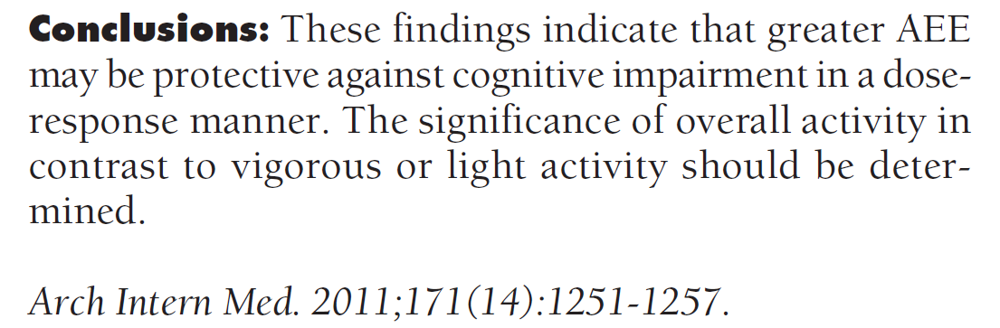 Conclusions: These findings indicate that greater AEE
may be protective against cognitive impairment in a dose-
response manner. The significance of overall activity in
contrast to vigorous or light activity should be deter-
mined.
Arch Intern Med. 2011;171(14):1251-1257.